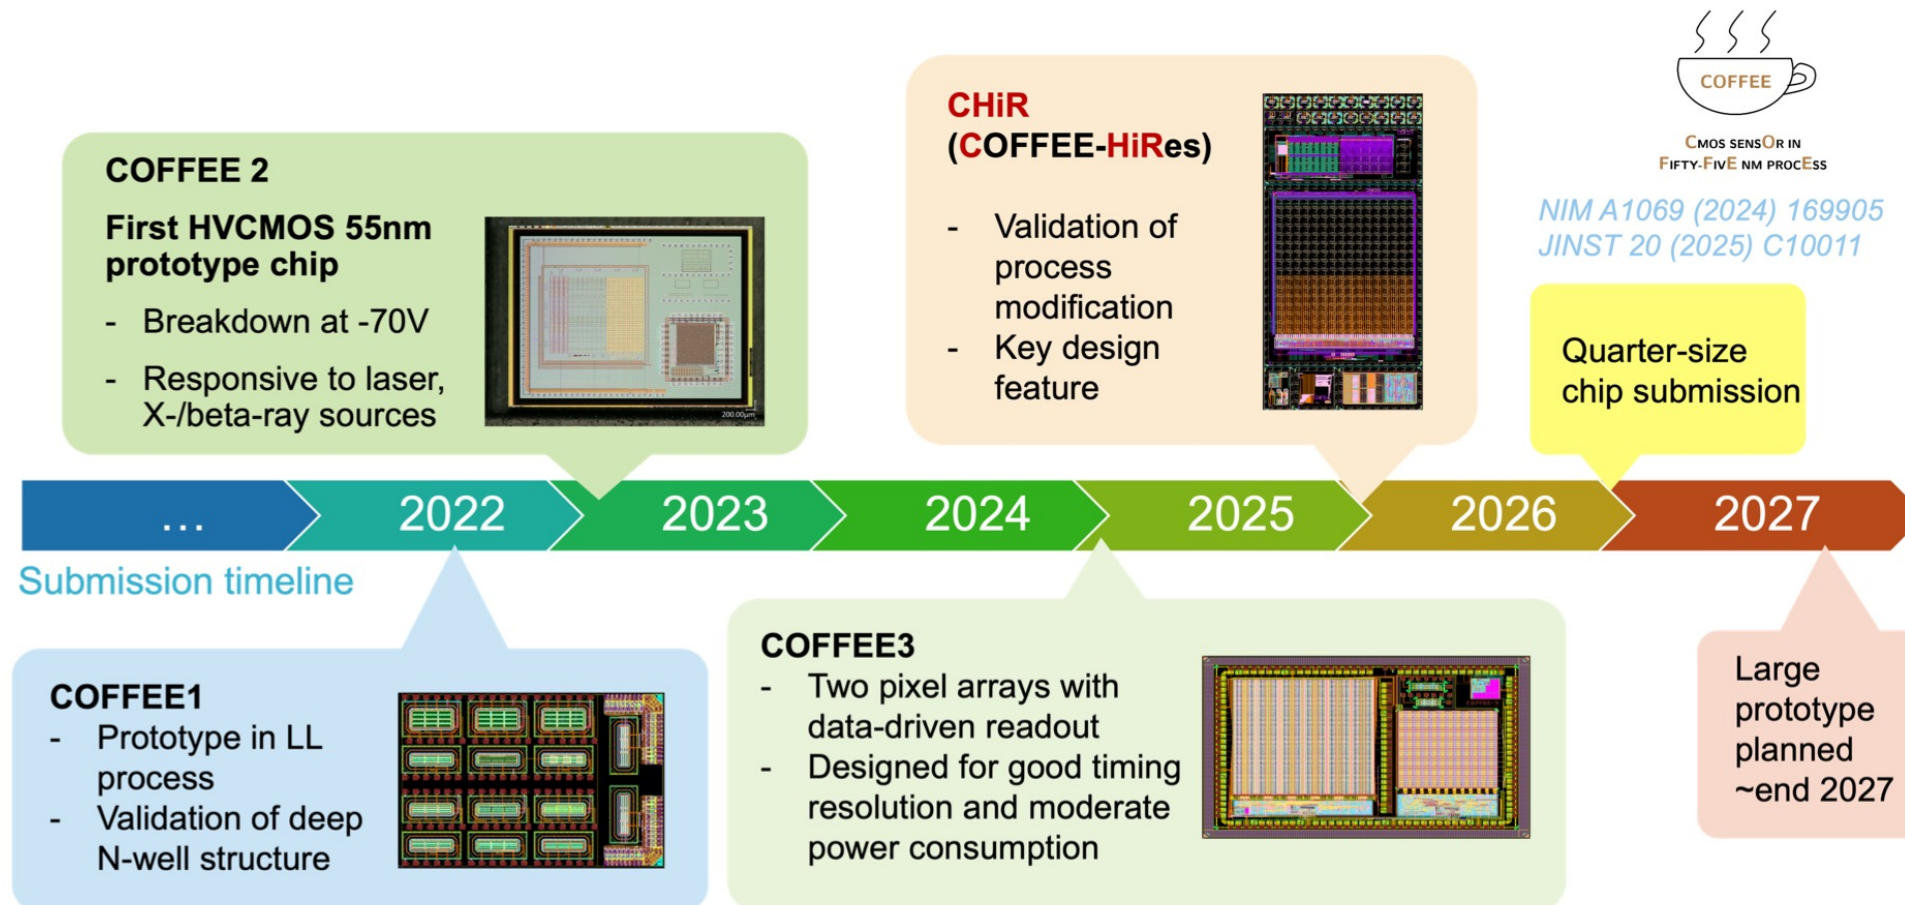 COFFEE
CMOS SENSOR IN
FIFTY-FIVE NM PROCESS
NIM A1069 (2024) 169905
JINST 20 (2025) C10011
COFFEE 2
First HVCMOS 55nm
prototype chip
- Breakdown at -70V
- Responsive to laser,
X-/beta-ray sources
200.00µm
CHiR
(COFFEE-HiRes)
- Validation of
process
modification
- Key design
feature
Quarter-size
chip submission
...
2022
2023
2024
2025
2026
2027
Submission timeline
COFFEE1
- Prototype in LL
process
- Validation of deep
N-well structure
COFFEE3
- Two pixel arrays with
data-driven readout
- Designed for good timing
resolution and moderate
power consumption
Large
prototype
planned
~end 2027